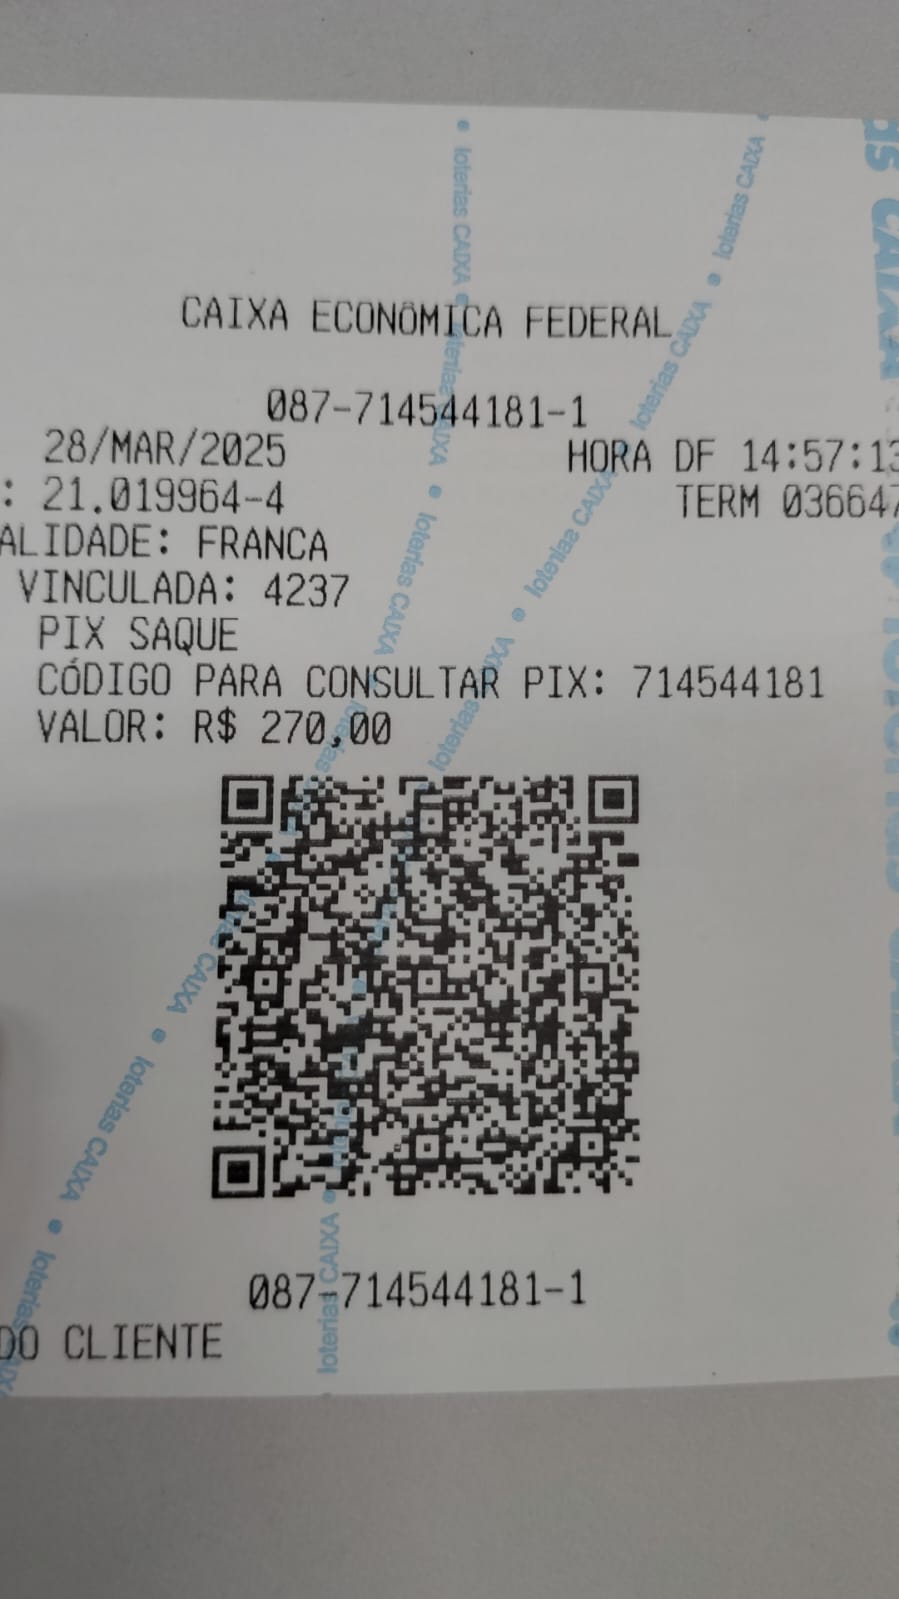 CAIXA ECONÔMICA FEDERAL
087-714544181-1
28/MAR/2025 HORA DF 14:57:13
: 21.019964-4 TERM 036647
ALIDADE: FRANCA
VINCULADA: 4237
PIX SAQUE
CÓDIGO PARA CONSULTAR PIX: 714544181
VALOR: R$ 270,00
087-714544181-1
DO CLIENTE
loterias CAIXA • loterias CAIXA • loterias CAIXA • loterias CAIXA
loterias CAIXA • loterias CAIXA • loterias CAIXA • loterias CAIXA
CAIXA